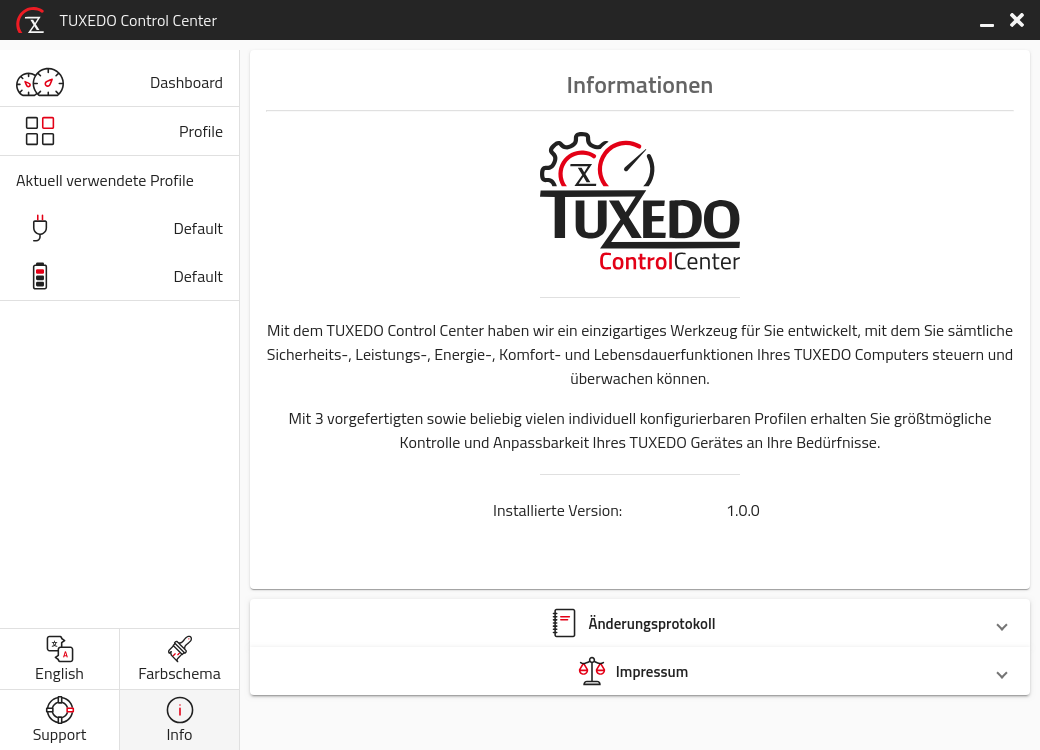 TUXEDO Control Center
Dashboard
Profile
Aktuell verwendete Profile
Default
Default
English
Farbschema
Support
Info
Informationen
TUXEDO
ControlCenter
Mit dem TUXEDO Control Center haben wir ein einzigartiges Werkzeug für Sie entwickelt, mit dem Sie sämtliche
Sicherheits-, Leistungs-, Energie-, Komfort- und Lebensdauerfunktionen Ihres TUXEDO Computers steuern und
überwachen können.
Mit 3 vorgefertigten sowie beliebig vielen individuell konfigurierbaren Profilen erhalten Sie größtmögliche
Kontrolle und Anpassbarkeit Ihres TUXEDO Gerätes an Ihre Bedürfnisse.
Installierte Version: 1.0.0
Änderungsprotokoll
Impressum